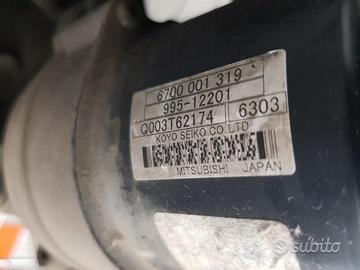 6700 001 319
995-12201
Q003T62174 6303
KOYO SEIKO CO LTD
MITSUBISHI JAPAN
subito